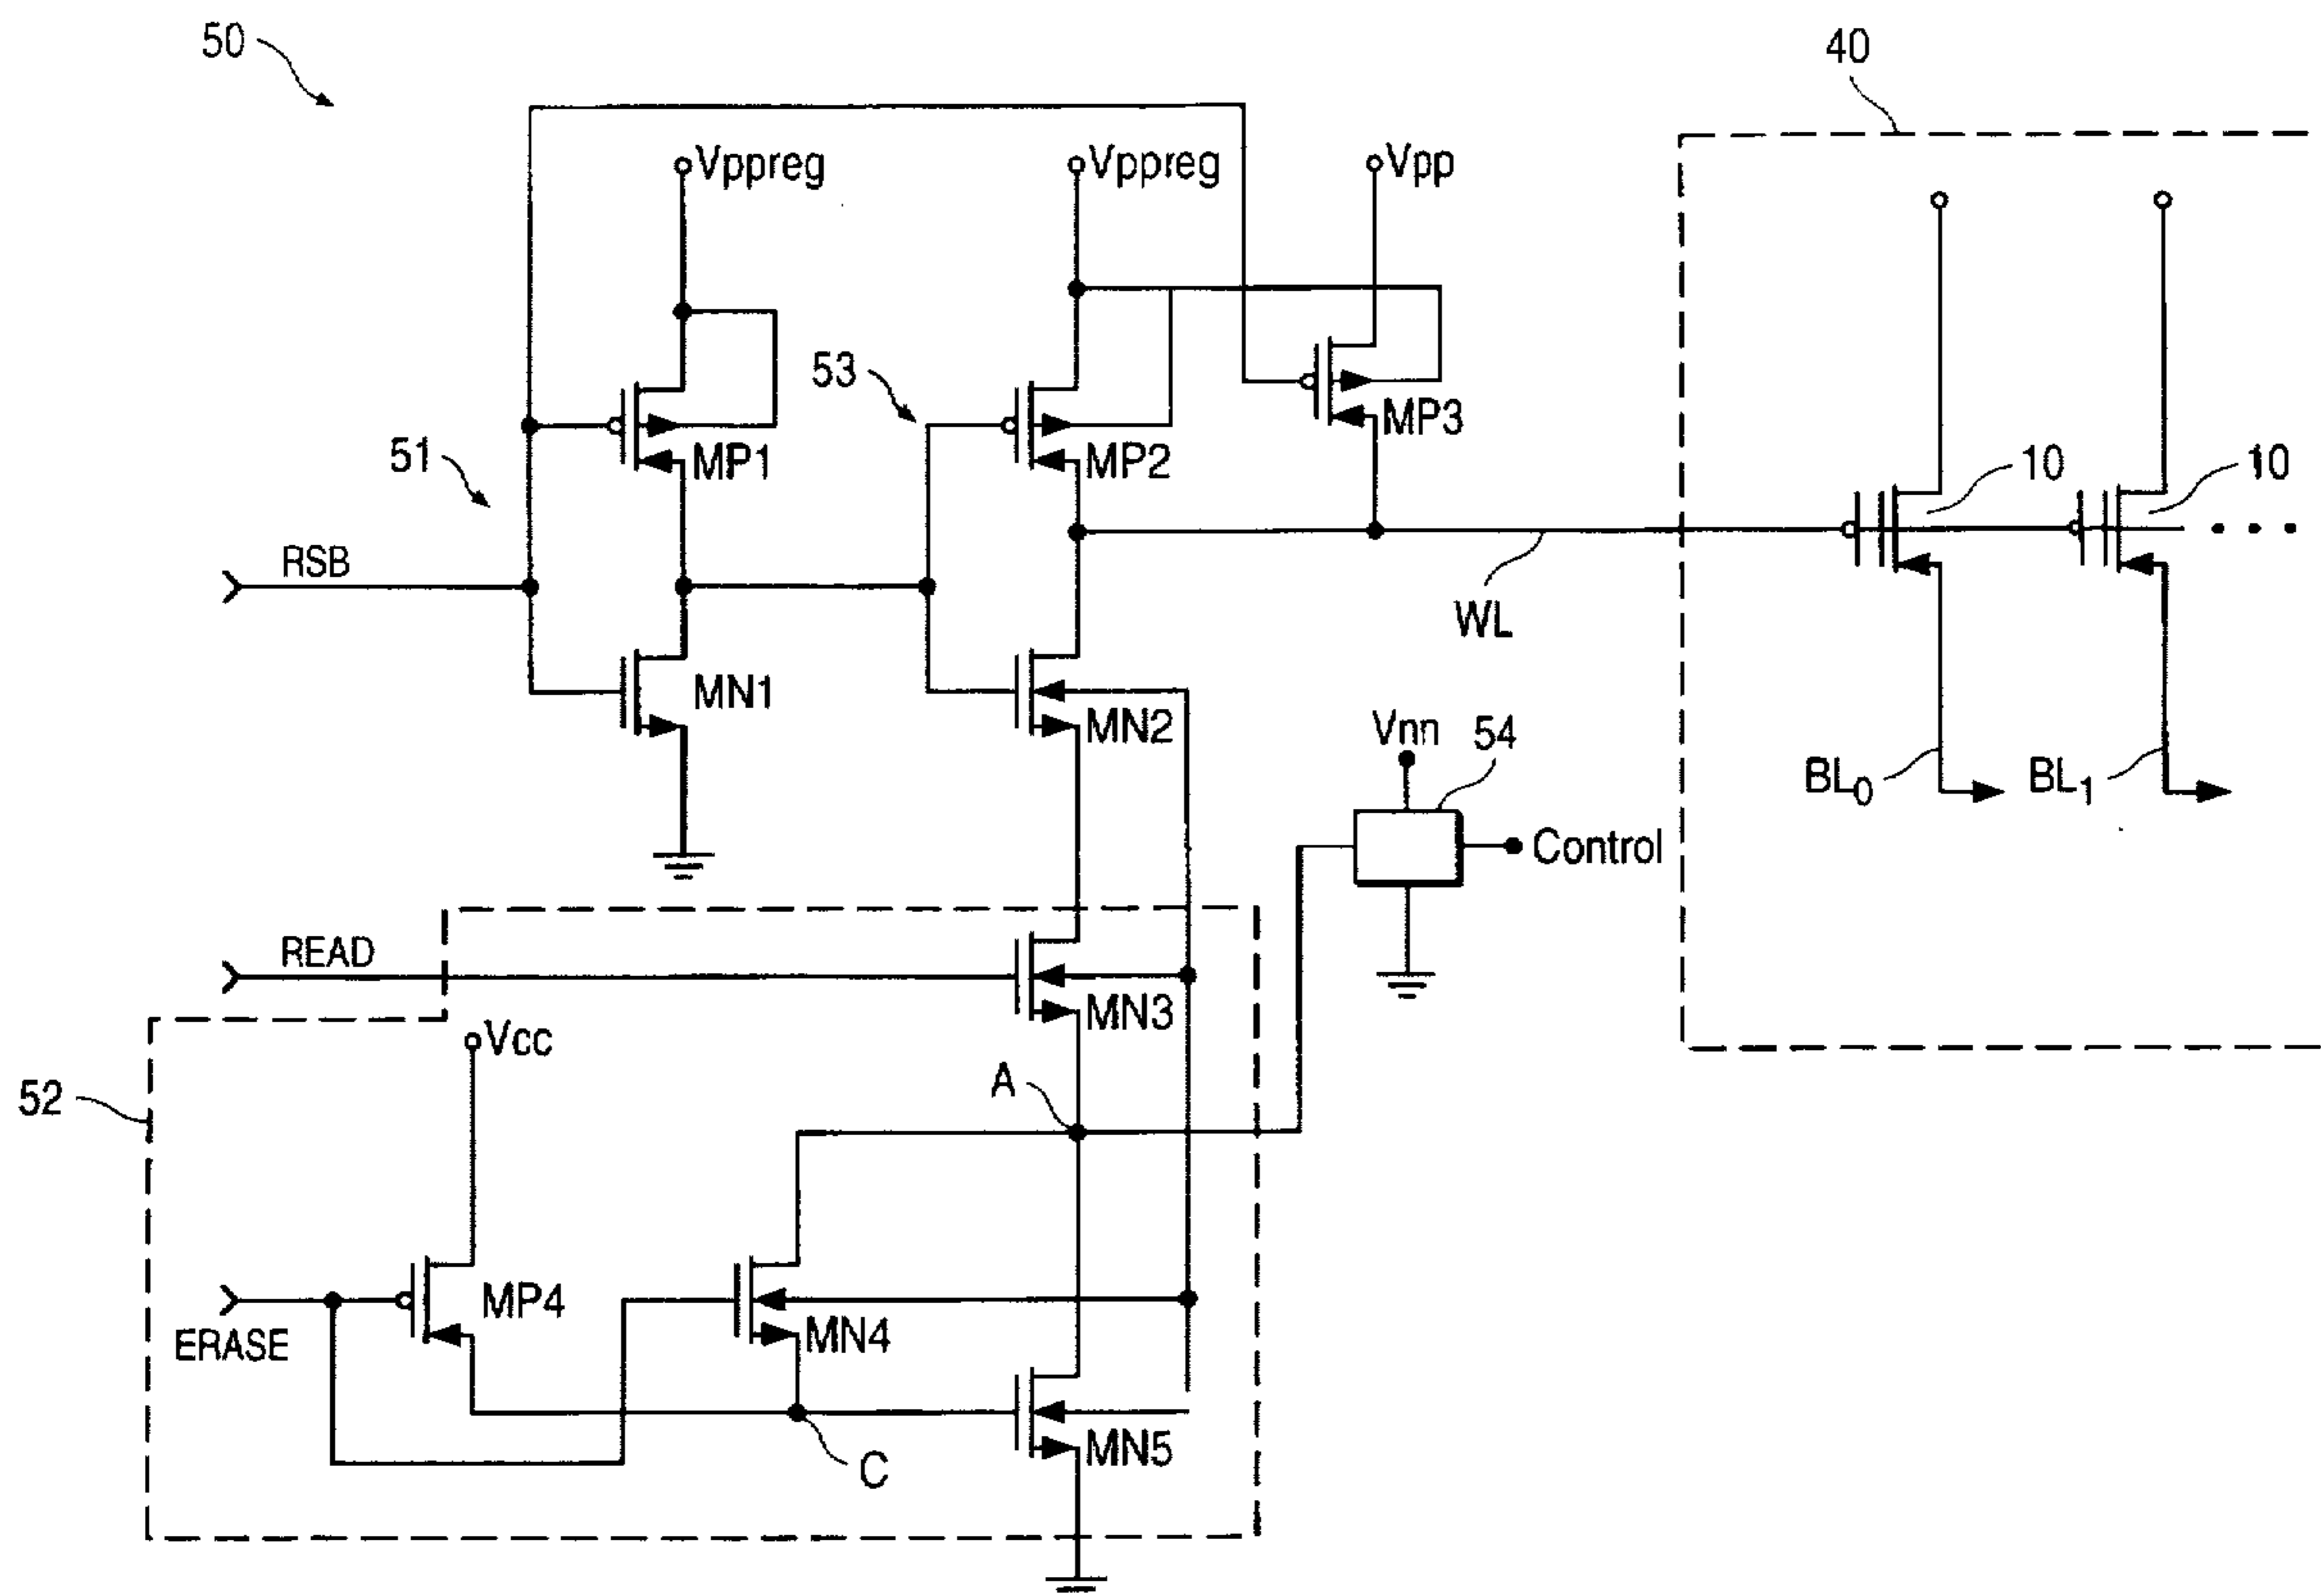 50
40
Vppreg
Vppreg
Vpp
53
MP3
51
MP1
MP2
10
10
RSB
WL
MN1
MN2
Vnn
54
BL0
BL1
Control
READ
MN3
Vcc
A
52
MP4
ERASE
MN4
MN5
C